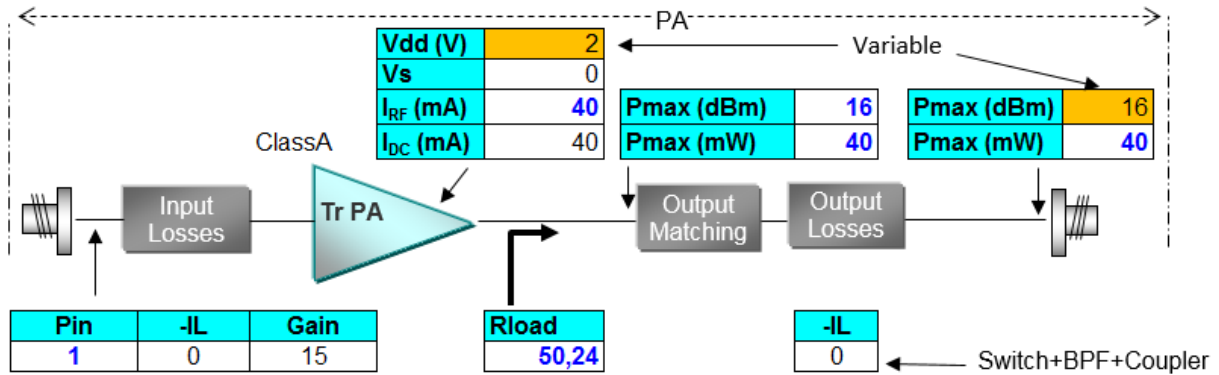 PA
Vdd (V) 2
Variable
Vs 0
I_RF (mA) 40
Pmax (dBm) 16
Pmax (dBm) 16
ClassA
I_DC (mA) 40
Pmax (mW) 40
Pmax (mW) 40
Input
Losses
Tr PA
Output
Matching
Output
Losses
Pin -IL Gain
1 0 15
Rload
50,24
-IL
0
Switch+BPF+Coupler